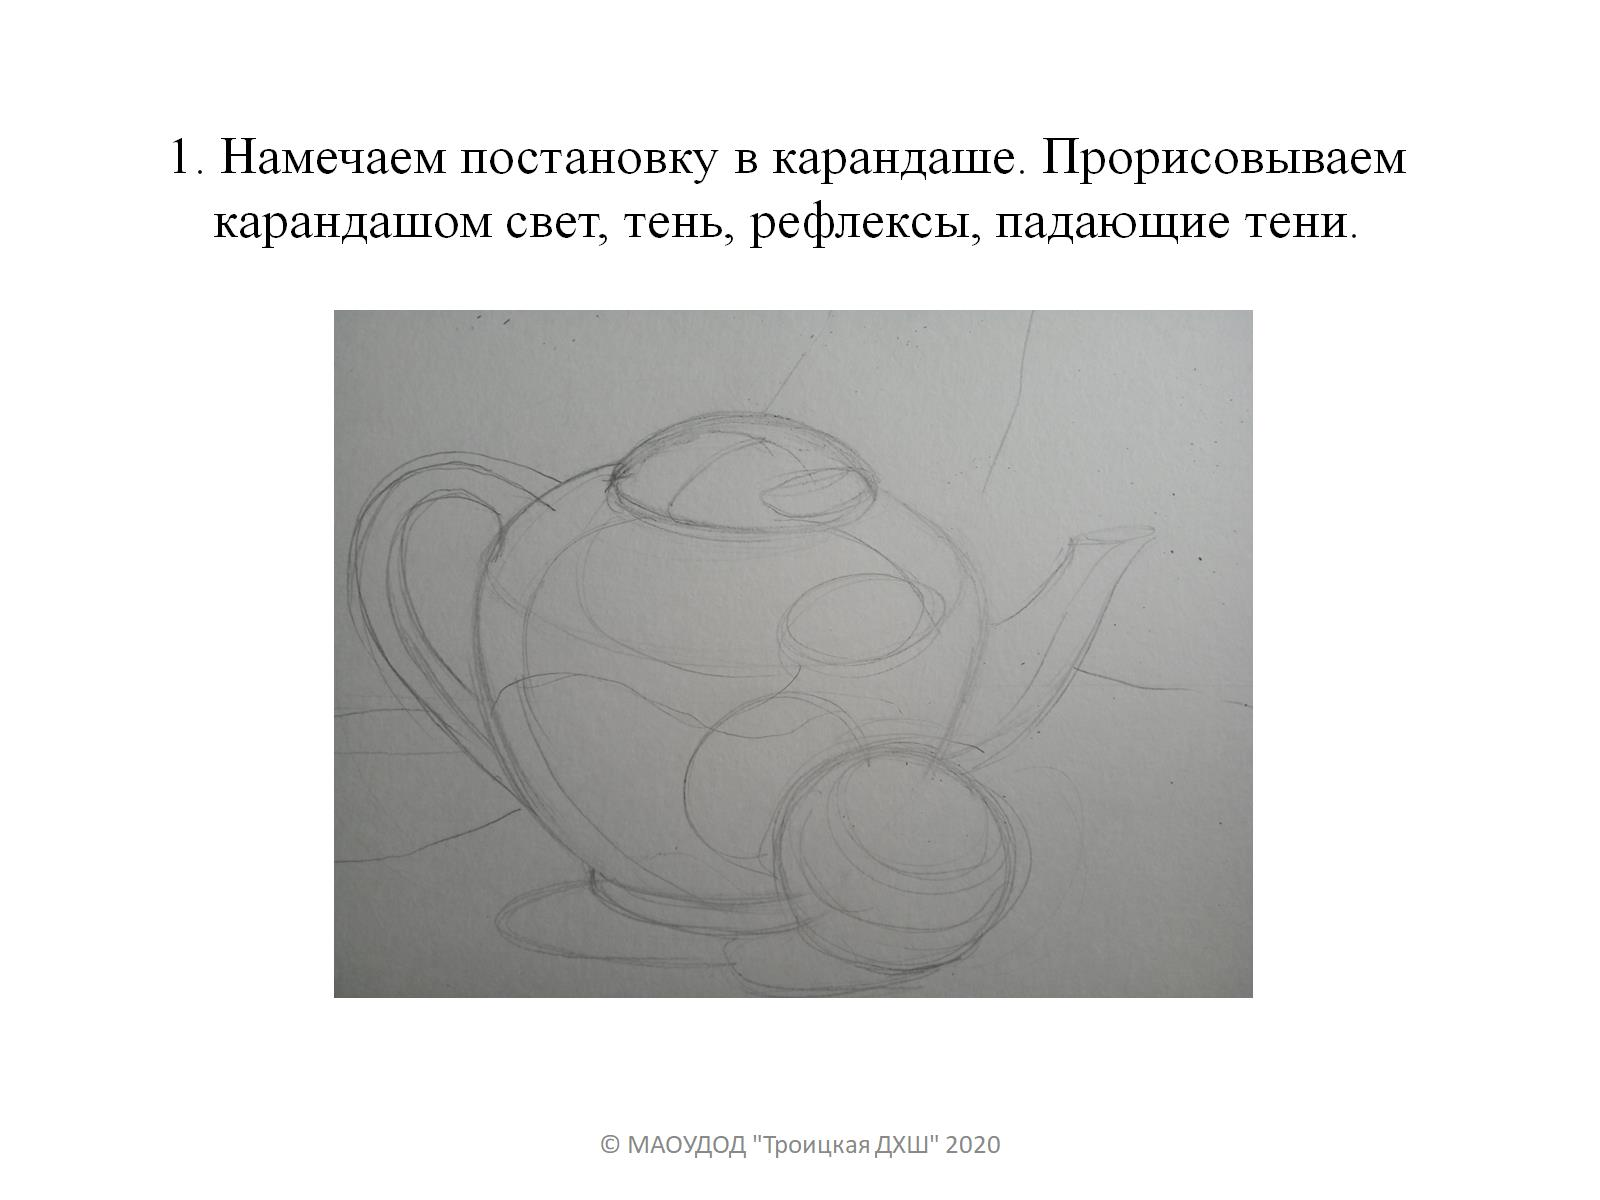 1. Намечаем постановку в карандаше. Прорисовываем
карандашом свет, тень, рефлексы, падающие тени.
© МАОУДОД "Троицкая ДХШ" 2020